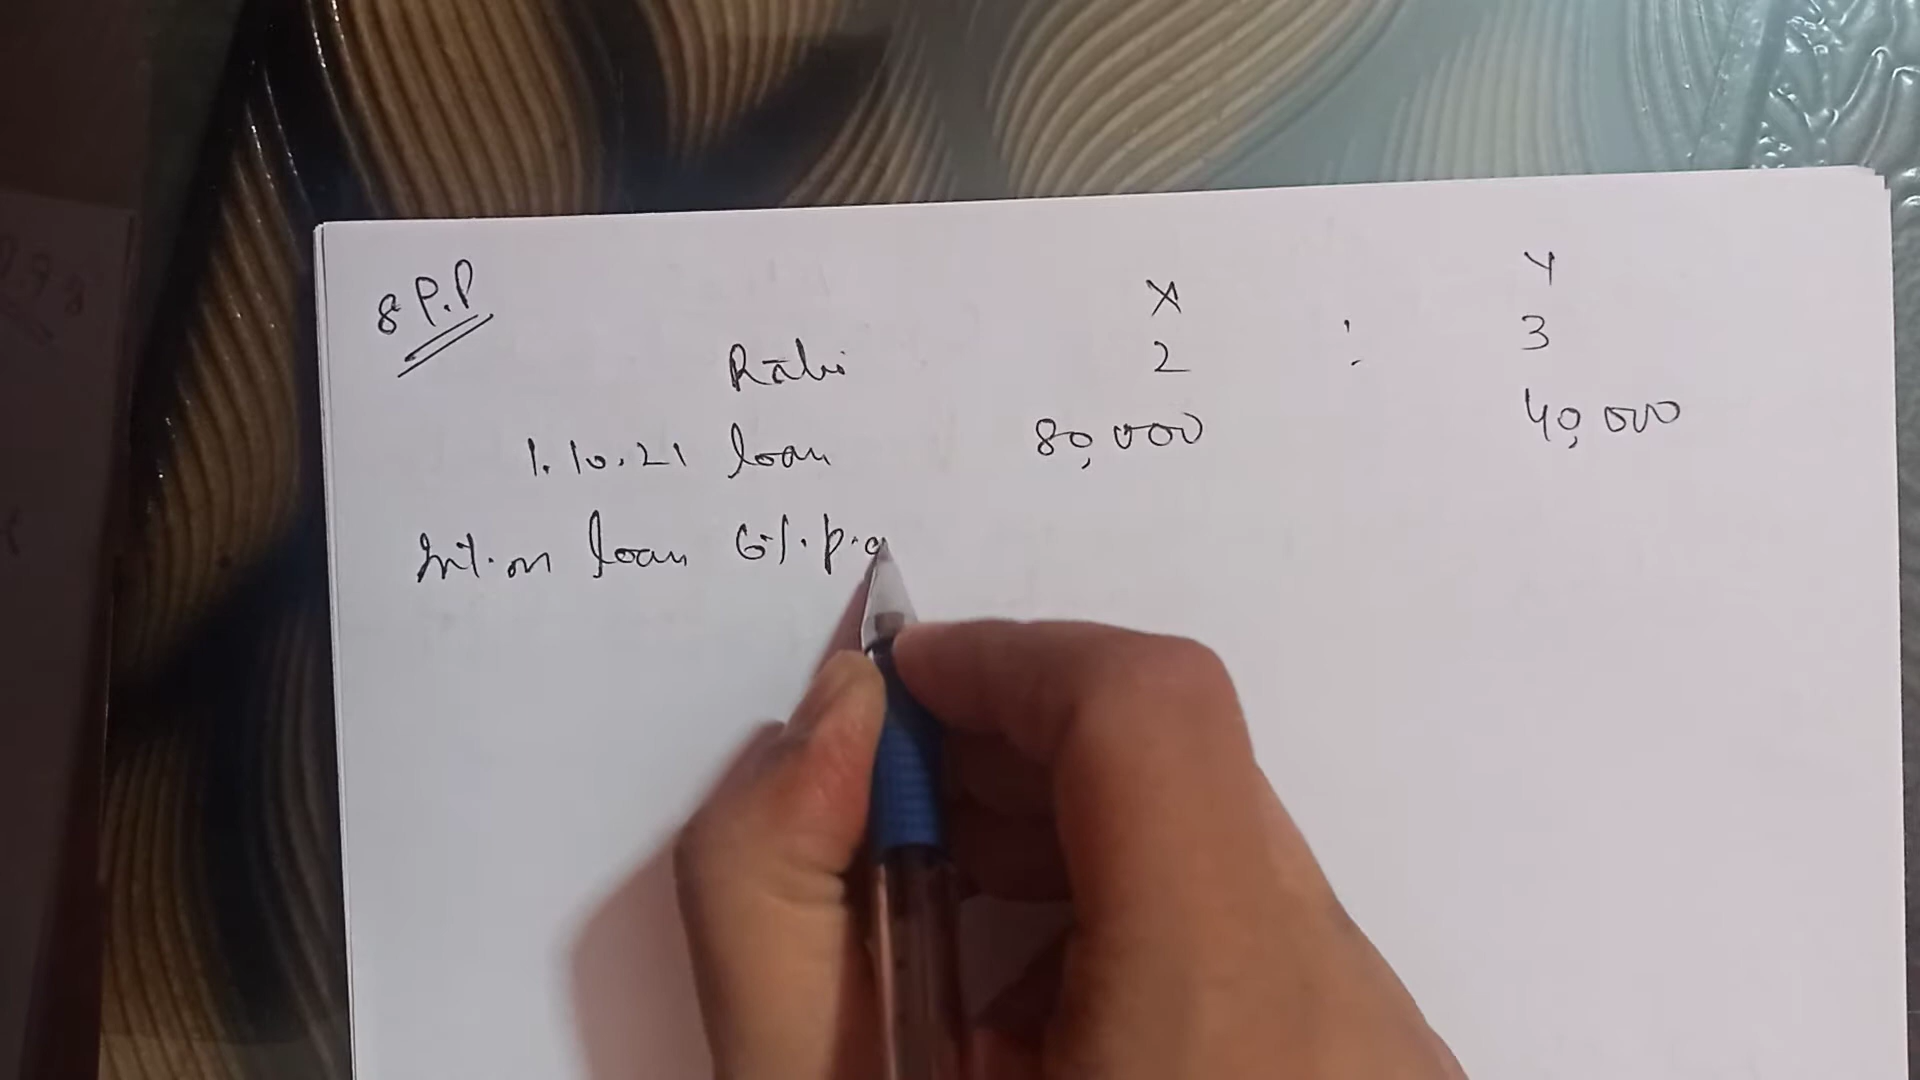 8 P.P
X Y
Ratio 2 : 3
1.10.21 loan 80,000 40,000
Int. on loan 6%. p.a